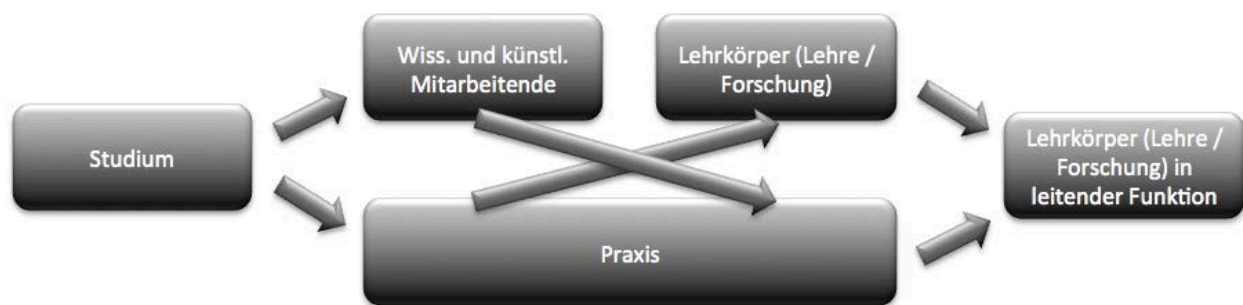 Studium
Wiss. und künstl.
Mitarbeitende
Lehrkörper (Lehre /
Forschung)
Praxis
Lehrkörper (Lehre /
Forschung) in
leitender Funktion